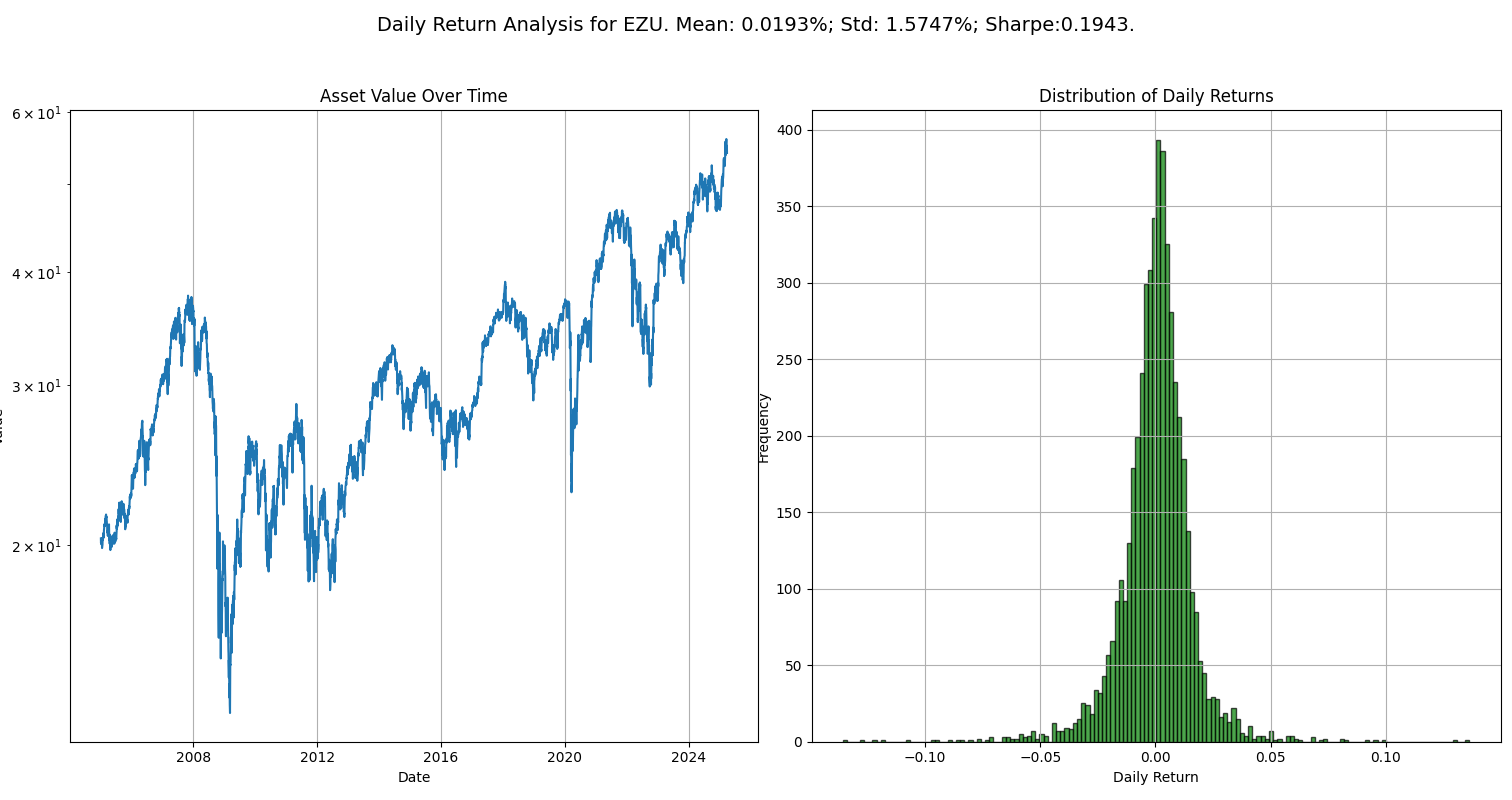 Daily Return Analysis for EZU. Mean: 0.0193%; Std: 1.5747%; Sharpe:0.1943.
Asset Value Over Time
6 × 10¹
4 × 10¹
3 × 10¹
2 × 10¹
2008
2012
2016
2020
2024
Date
Distribution of Daily Returns
Frequency
400
350
300
250
200
150
100
50
0
−0.10
−0.05
0.00
0.05
0.10
Daily Return